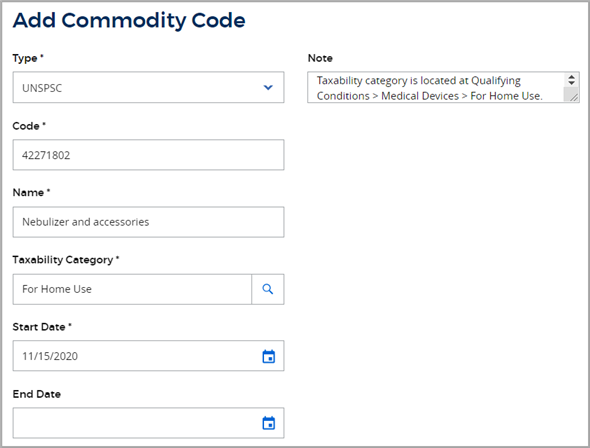 Add Commodity Code
Type *
UNSPSC
Code *
42271802
Name *
Nebulizer and accessories
Taxability Category *
For Home Use
Start Date *
11/15/2020
End Date
Note
Taxability category is located at Qualifying
Conditions > Medical Devices > For Home Use.